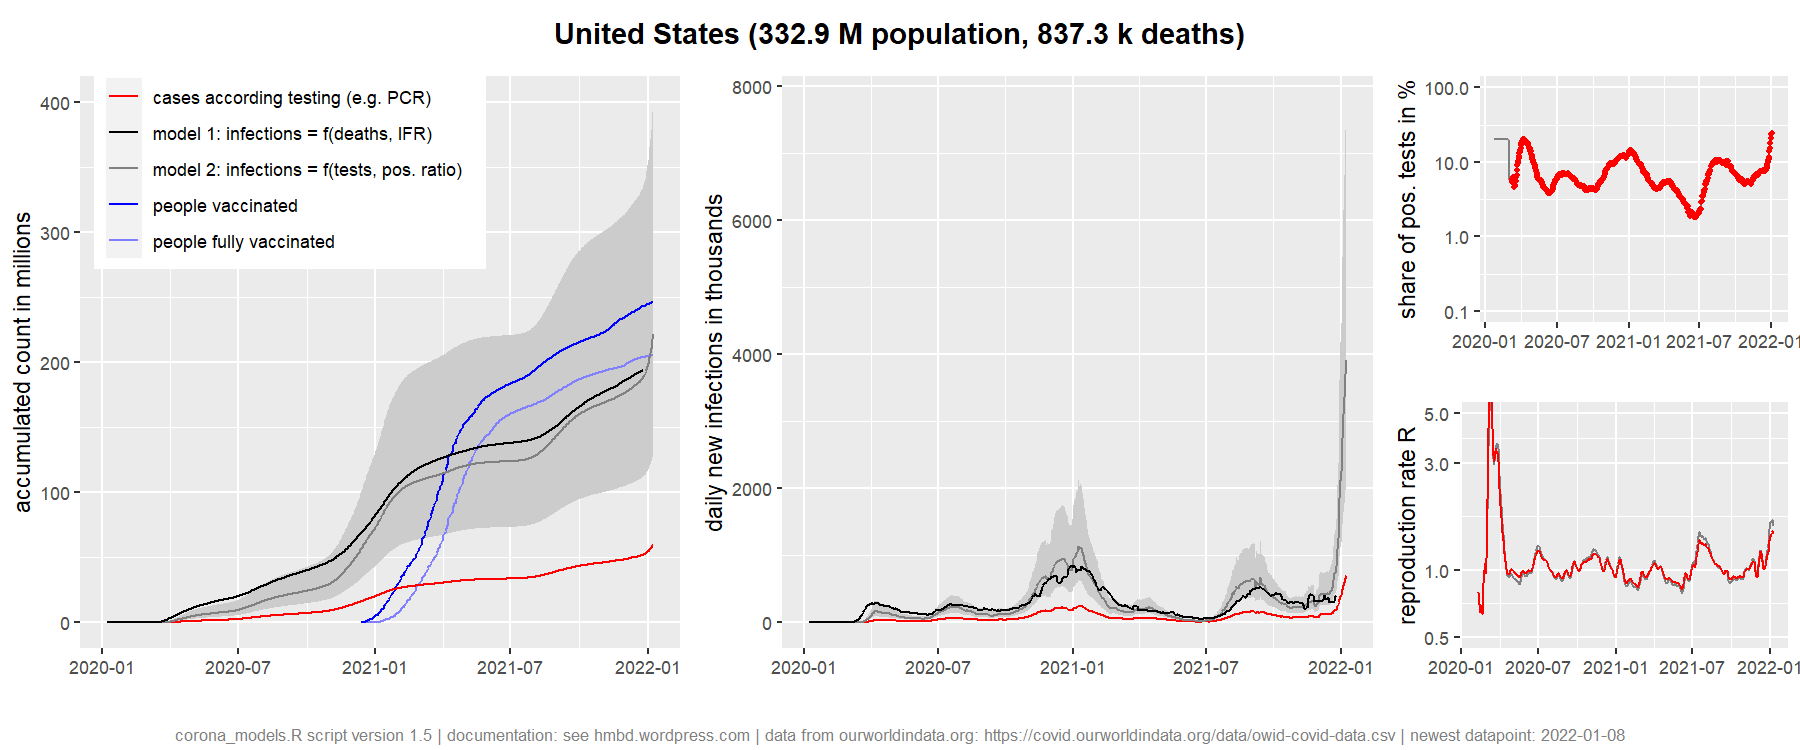 United States (332.9 M population, 837.3 k deaths)
accumulated count in millions
400
300
200
100
0
cases according testing (e.g. PCR)
model 1: infections = f(deaths, IFR)
model 2: infections = f(tests, pos. ratio)
people vaccinated
people fully vaccinated
2020-01 2020-07 2021-01 2021-07 2022-01
daily new infections in thousands
8000
6000
4000
2000
0
2020-01 2020-07 2021-01 2021-07 2022-01
share of pos. tests in %
100.0
10.0
1.0
0.1
2020-01 2020-07 2021-01 2021-07 2022-01
reproduction rate R
5.0
3.0
1.0
0.5
2020-01 2020-07 2021-01 2021-07 2022-01
corona_models.R script version 1.5 | documentation: see hmbd.wordpress.com | data from ourworldindata.org: https://covid.ourworldindata.org/data/owid-covid-data.csv | newest datapoint: 2022-01-08